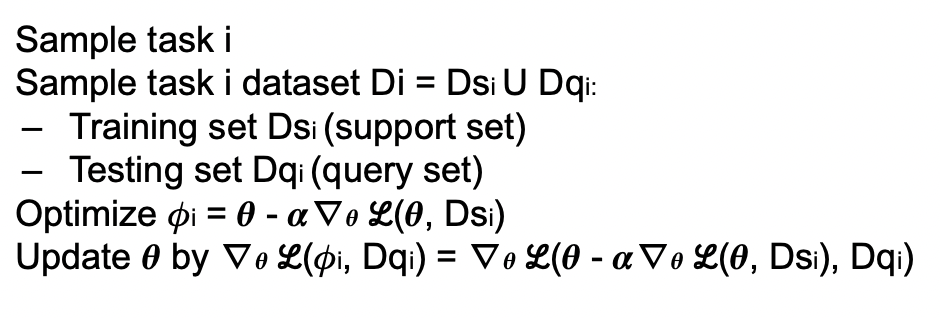 Sample task i
Sample task i dataset Di = Dsi U Dqi:
– Training set Dsi (support set)
– Testing set Dqi (query set)
Optimize ϕi = θ - α∇θ ℒ(θ, Dsi)
Update θ by ∇θ ℒ(ϕi, Dqi) = ∇θ ℒ(θ - α∇θ ℒ(θ, Dsi), Dqi)